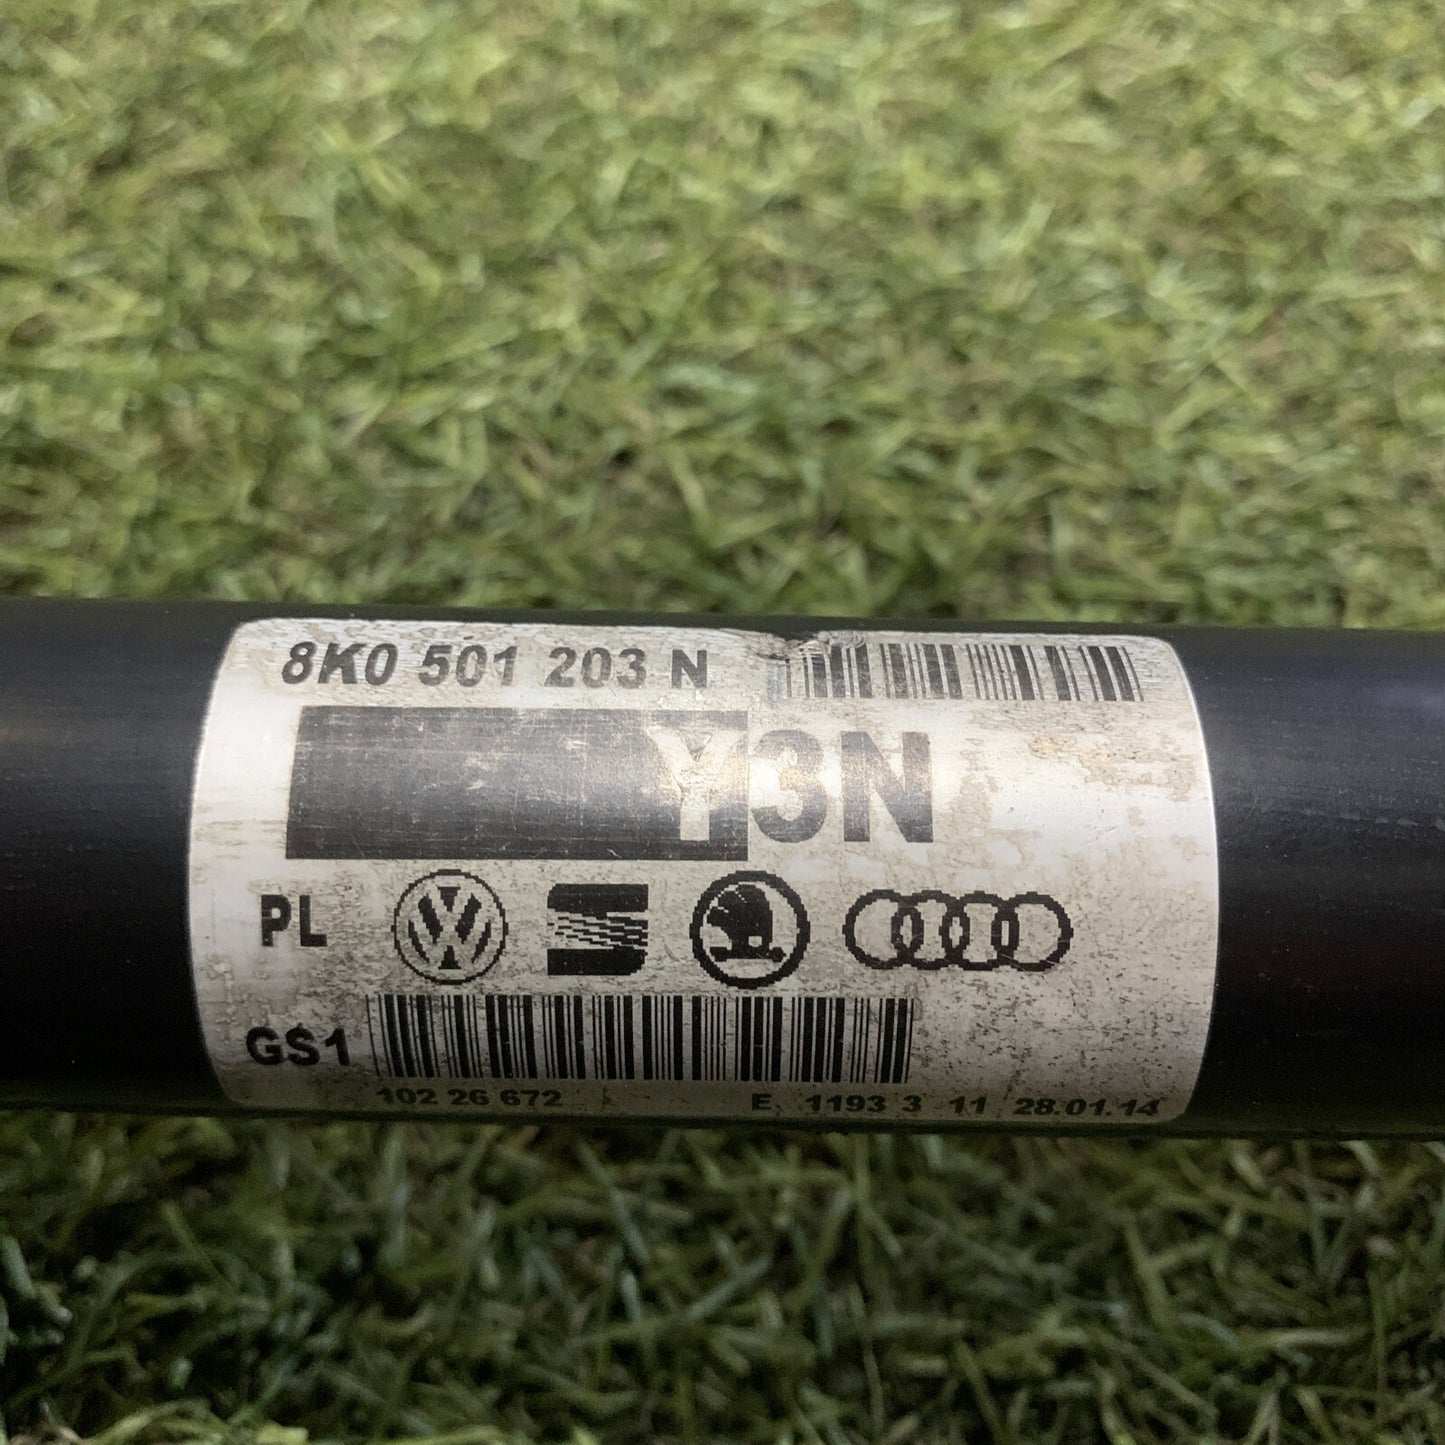 8K0 501 203 N
Y3N
PL
GS1
102 26 672 E 1193 3 11 28.01.14